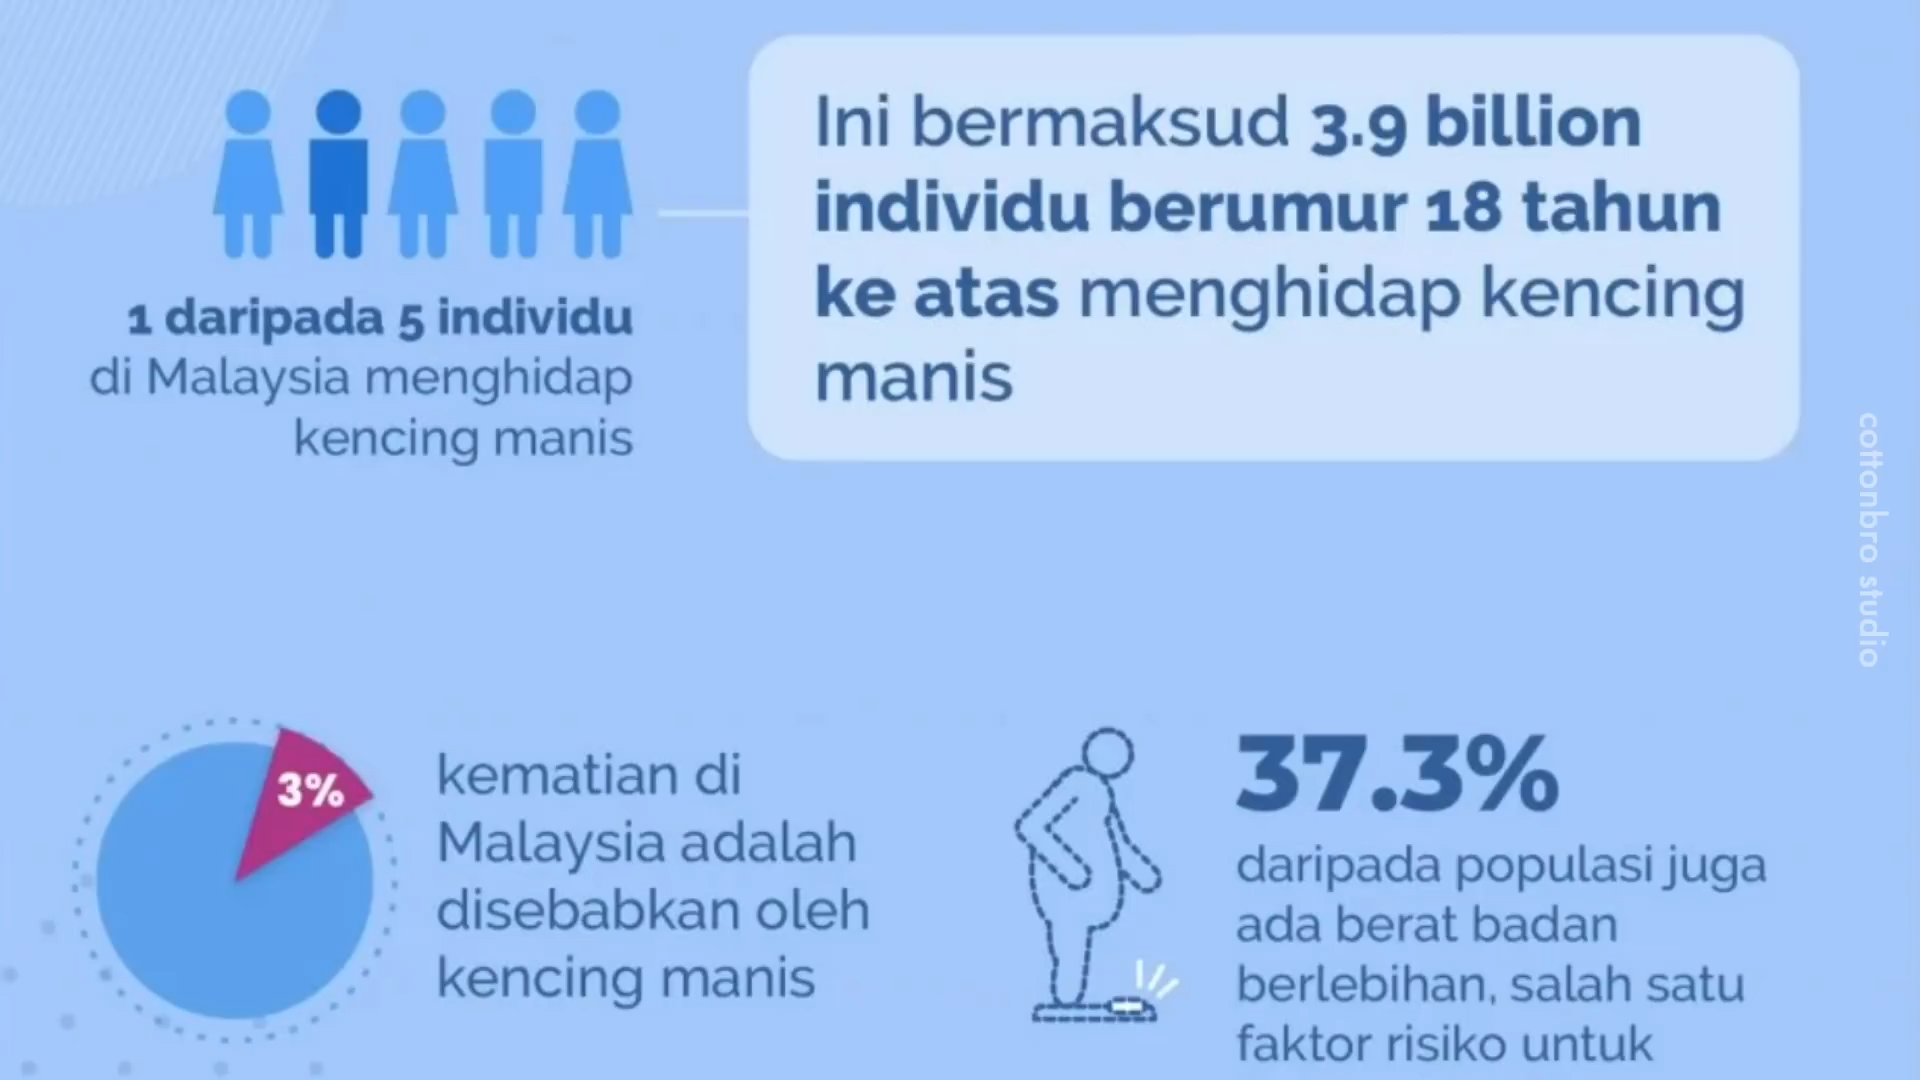 1 daripada 5 individu
di Malaysia menghidap
kencing manis
Ini bermaksud 3.9 billion
individu berumur 18 tahun
ke atas menghidap kencing
manis
3%
kematian di
Malaysia adalah
disebabkan oleh
kencing manis
37.3%
daripada populasi juga
ada berat badan
berlebihan, salah satu
faktor risiko untuk
cottonbro studio